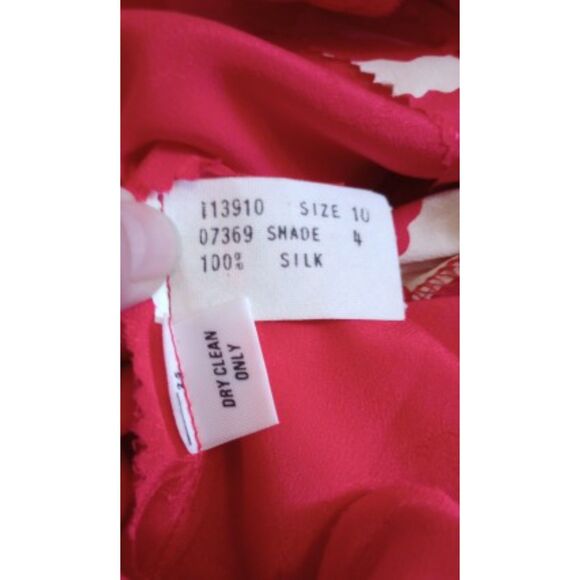 113910 SIZE 10
07369 SHADE 4
100% SILK
DRY CLEAN
ONLY